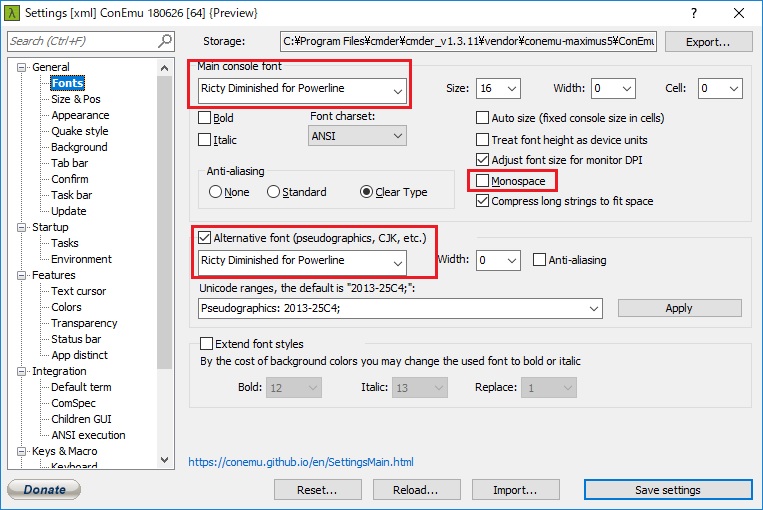 λ Settings [xml] ConEmu 180626 [64] {Preview}
Search (Ctrl+F)
Storage: C:¥Program Files¥cmder¥cmder_v1.3.11¥vendor¥conemu-maximus5¥ConEmu Export...
General
Fonts
Size & Pos
Appearance
Quake style
Background
Tab bar
Confirm
Task bar
Update
Startup
Tasks
Environment
Features
Text cursor
Colors
Transparency
Status bar
App distinct
Integration
Default term
ComSpec
Children GUI
ANSI execution
Keys & Macro
Keyboard
Main console font
Ricty Diminished for Powerline
Size: 16 Width: 0 Cell: 0
Bold
Italic
Font charset:
ANSI
Auto size (fixed console size in cells)
Treat font height as device units
Adjust font size for monitor DPI
Monospace
Compress long strings to fit space
Anti-aliasing
None Standard Clear Type
Alternative font (pseudographics, CJK, etc.)
Ricty Diminished for Powerline
Width: 0 Anti-aliasing
Unicode ranges, the default is "2013-25C4;":
Pseudographics: 2013-25C4; Apply
Extend font styles
By the cost of background colors you may change the used font to bold or italic
Bold: 12 Italic: 13 Replace: 1
https://conemu.github.io/en/SettingsMain.html
Donate Reset... Reload... Import... Save settings